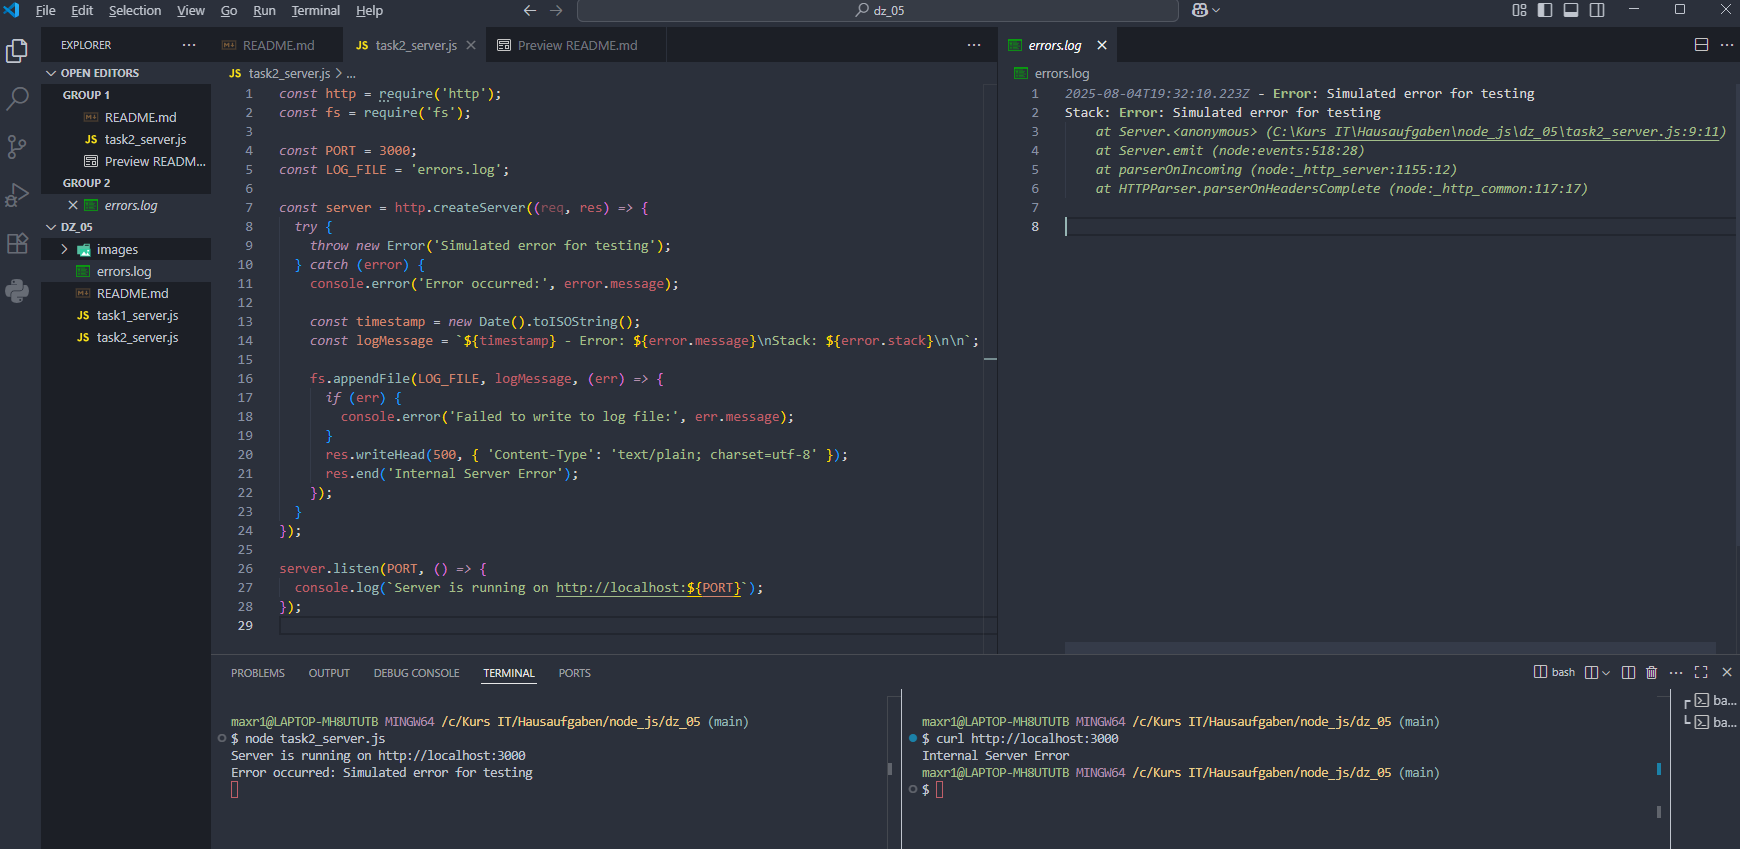 File Edit Selection View Go Run Terminal Help
dz_05
EXPLORER
OPEN EDITORS
GROUP 1
README.md
JS task2_server.js
Preview READM...
GROUP 2
errors.log
DZ_05
images
errors.log
README.md
JS task1_server.js
JS task2_server.js
README.md
JS task2_server.js
Preview README.md
JS task2_server.js > ...
1 const http = require('http');
2 const fs = require('fs');
3
4 const PORT = 3000;
5 const LOG_FILE = 'errors.log';
6
7 const server = http.createServer((req, res) => {
8 try {
9 throw new Error('Simulated error for testing');
10 } catch (error) {
11 console.error('Error occurred:', error.message);
12
13 const timestamp = new Date().toISOString();
14 const logMessage = `${timestamp} - Error: ${error.message}\nStack: ${error.stack}\n\n`;
15
16 fs.appendFile(LOG_FILE, logMessage, (err) => {
17 if (err) {
18 console.error('Failed to write to log file:', err.message);
19 }
20 res.writeHead(500, { 'Content-Type': 'text/plain; charset=utf-8' });
21 res.end('Internal Server Error');
22 });
23 }
24 });
25
26 server.listen(PORT, () => {
27 console.log(`Server is running on http://localhost:${PORT}`);
28 });
29
errors.log
errors.log
1 2025-08-04T19:32:10.223Z - Error: Simulated error for testing
2 Stack: Error: Simulated error for testing
3 at Server.<anonymous> (C:\Kurs IT\Hausaufgaben\node_js\dz_05\task2_server.js:9:11)
4 at Server.emit (node:events:518:28)
5 at parserOnIncoming (node:_http_server:1155:12)
6 at HTTPParser.parserOnHeadersComplete (node:_http_common:117:17)
7
8
PROBLEMS OUTPUT DEBUG CONSOLE TERMINAL PORTS
bash
maxr1@LAPTOP-MH8UTUTB MINGW64 /c/Kurs IT/Hausaufgaben/node_js/dz_05 (main)
$ node task2_server.js
Server is running on http://localhost:3000
Error occurred: Simulated error for testing
maxr1@LAPTOP-MH8UTUTB MINGW64 /c/Kurs IT/Hausaufgaben/node_js/dz_05 (main)
$ curl http://localhost:3000
Internal Server Error
maxr1@LAPTOP-MH8UTUTB MINGW64 /c/Kurs IT/Hausaufgaben/node_js/dz_05 (main)
$
ba...
ba...